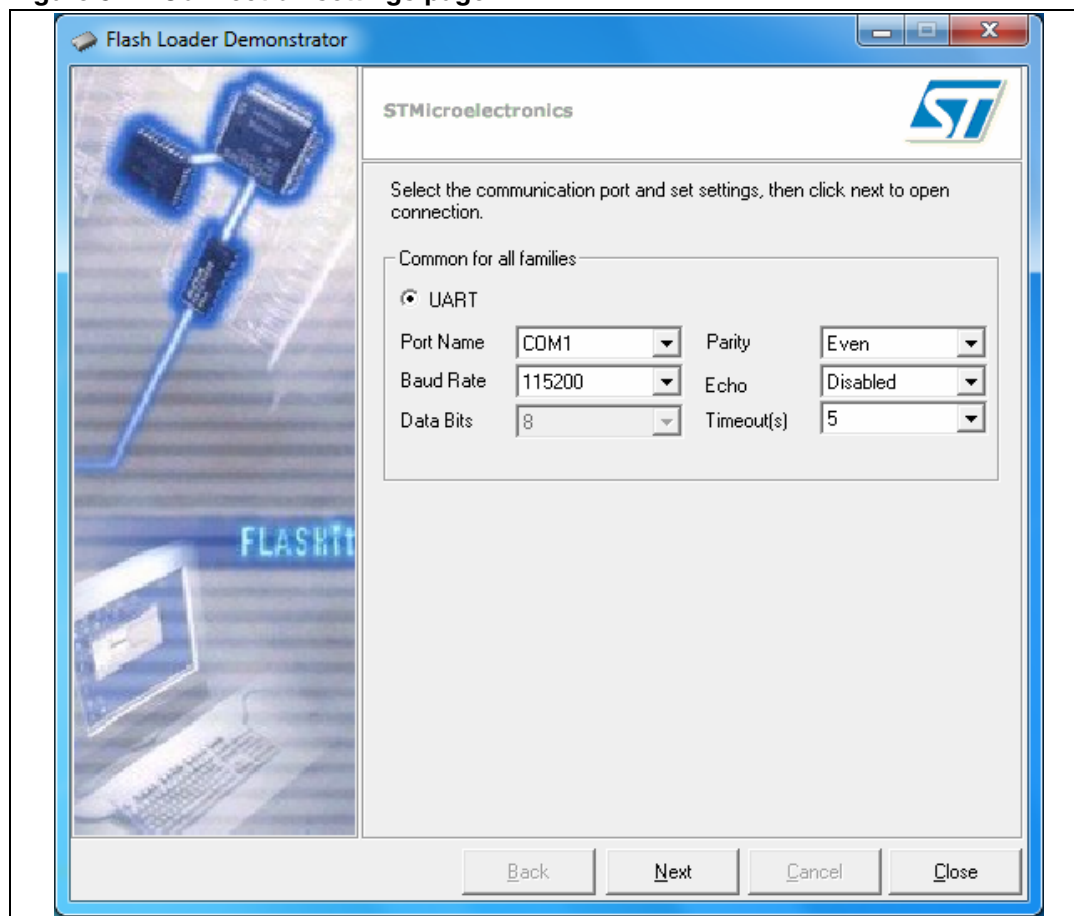 Flash Loader Demonstrator
STMicroelectronics
ST
Select the communication port and set settings, then click next to open
connection.
Common for all families
UART
Port Name COM1 Parity Even
Baud Rate 115200 Echo Disabled
Data Bits 8 Timeout(s) 5
FLASHit
Back Next Cancel Close